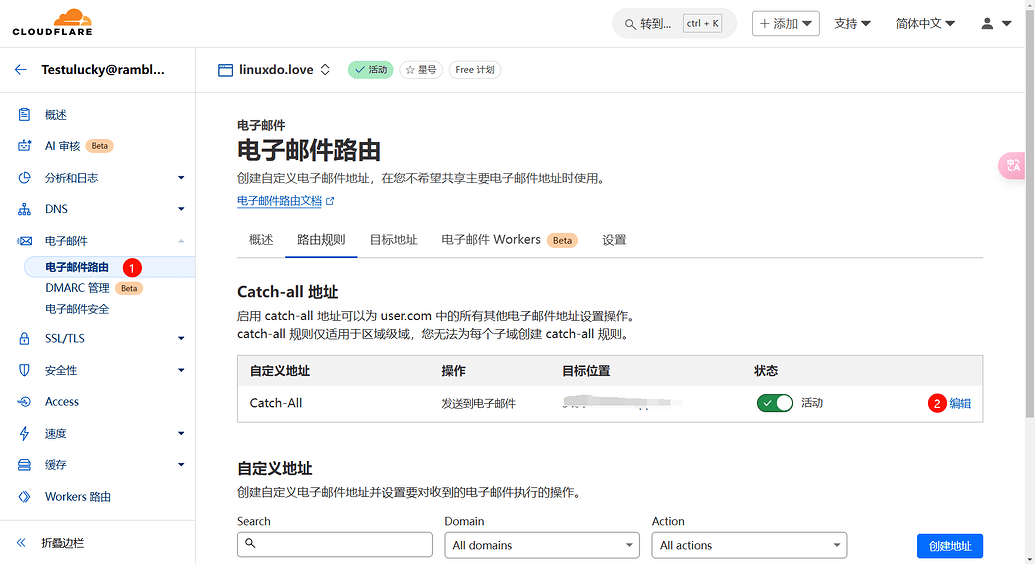 CLOUDFLARE
转到... ctrl + K
添加
支持
简体中文
Testulucky@rambl...
linuxdo.love
活动
星号
Free 计划
概述
AI 审核 Beta
分析和日志
DNS
电子邮件
电子邮件路由 1
DMARC 管理 Beta
电子邮件安全
SSL/TLS
安全性
Access
速度
缓存
Workers 路由
折叠边栏
电子邮件
电子邮件路由
创建自定义电子邮件地址，在您不希望共享主要电子邮件地址时使用。
电子邮件路由文档
概述 路由规则 目标地址 电子邮件 Workers Beta 设置
Catch-all 地址
启用 catch-all 地址可以为 user.com 中的所有其他电子邮件地址设置操作。
catch-all 规则仅适用于区域级域，您无法为每个子域创建 catch-all 规则。
自定义地址 操作 目标位置 状态
Catch-All 发送到电子邮件 活动 2 编辑
自定义地址
创建自定义电子邮件地址并设置要对收到的电子邮件执行的操作。
Search Domain Action
All domains All actions 创建地址